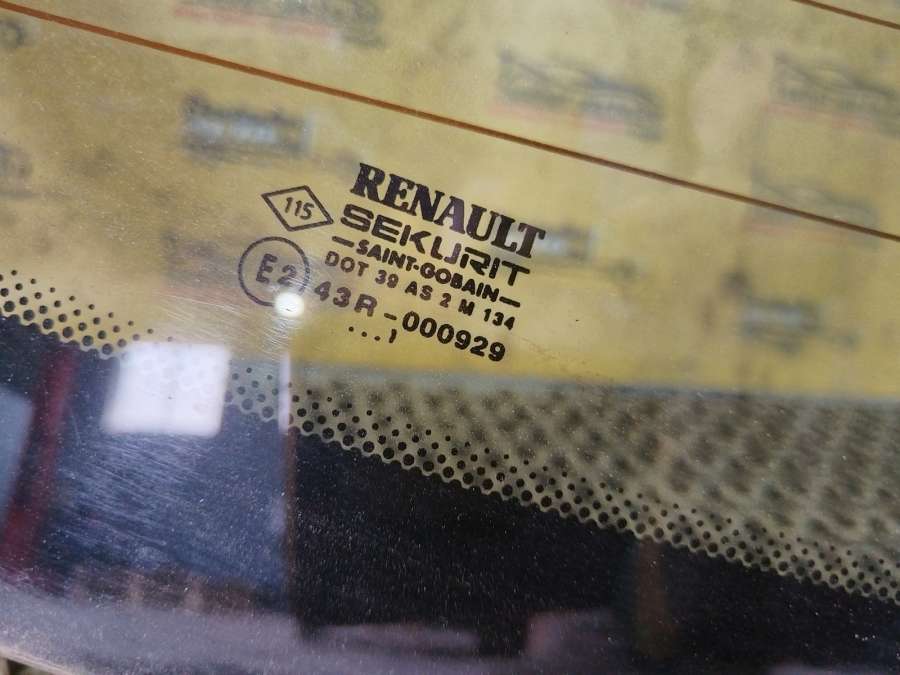 RENAULT
115
SEKURIT
—SAINT-GOBAIN—
DOT 39 AS 2 M 134
E2 43R-000929
...1